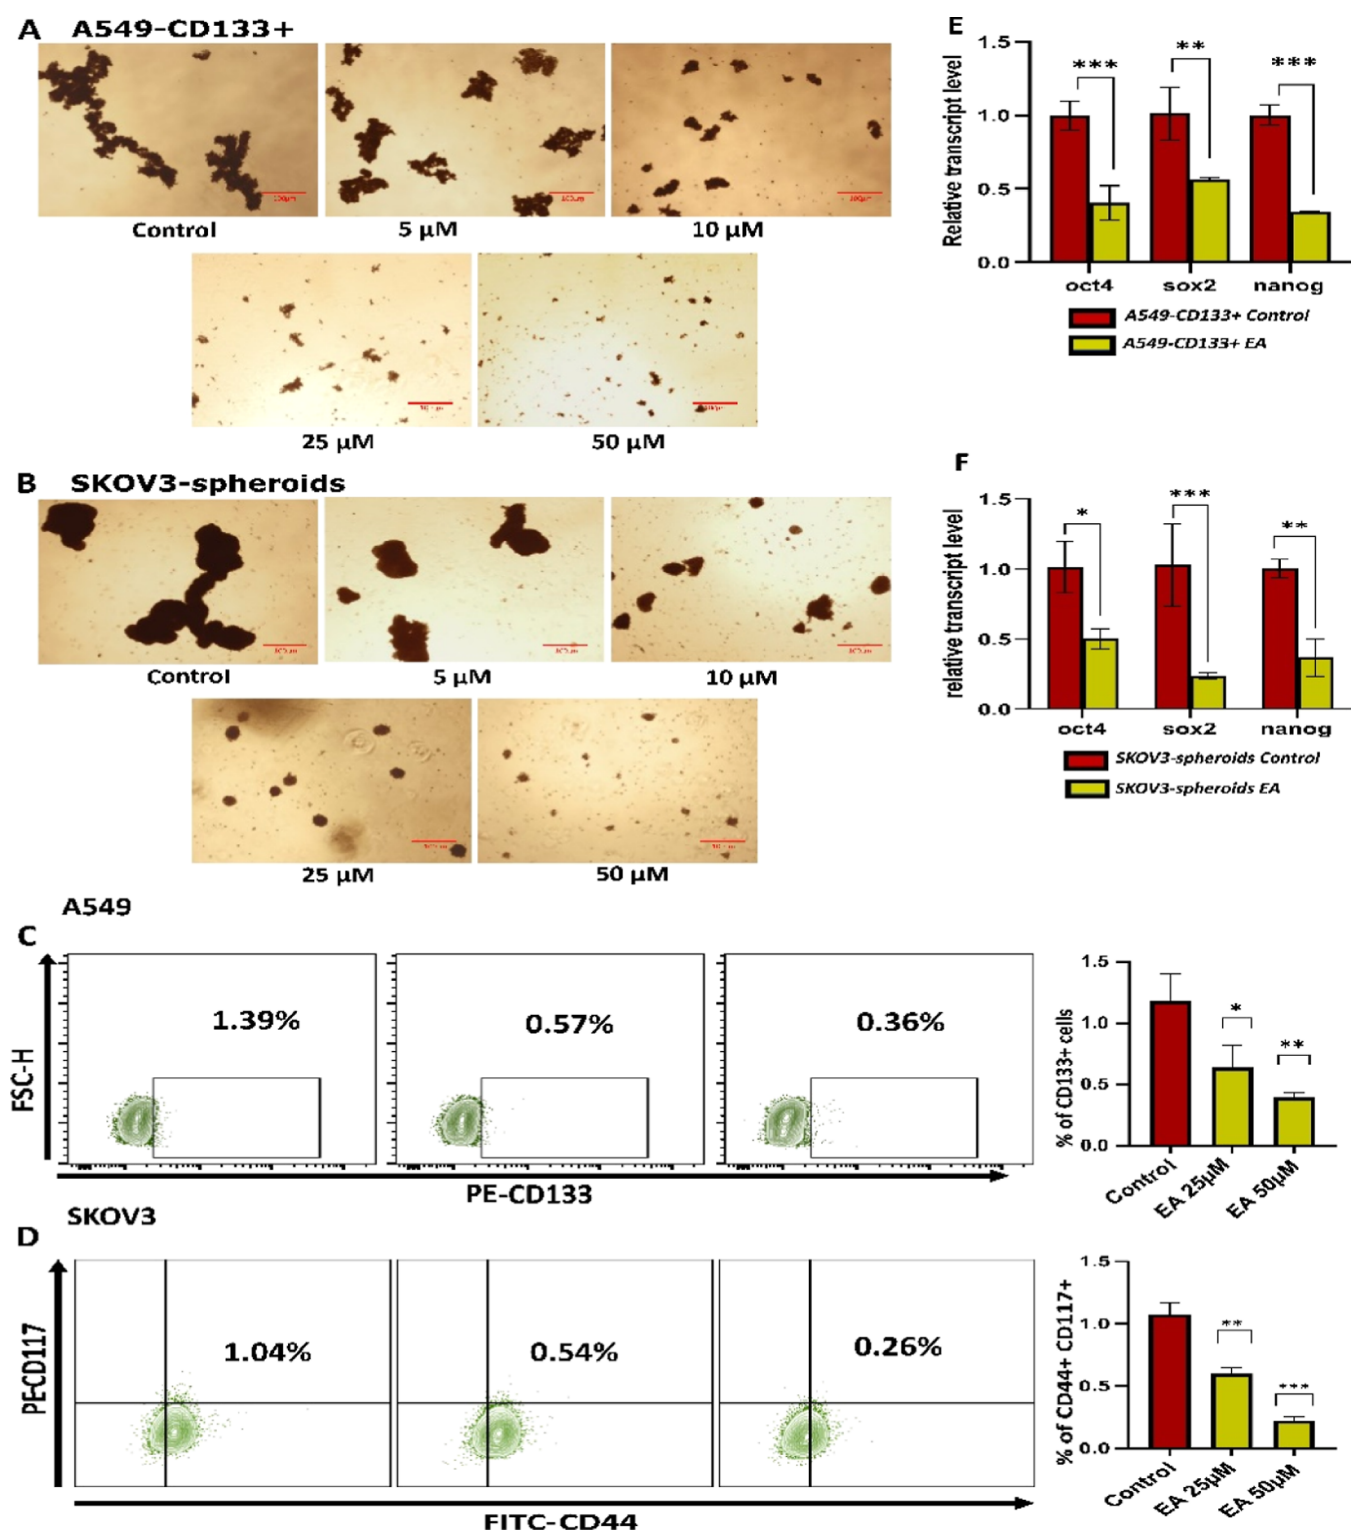 A A549-CD133+
Control
5 μM
10 μM
25 μM
50 μM
B SKOV3-spheroids
Control
5 μM
10 μM
25 μM
50 μM
E
Relative transcript level
1.5
1.0
0.5
0.0
***
**
***
oct4 sox2 nanog
A549-CD133+ Control
A549-CD133+ EA
F
relative transcript level
1.5
1.0
0.5
0.0
*
***
**
oct4 sox2 nanog
SKOV3-spheroids Control
SKOV3-spheroids EA
A549
C
FSC-H
1.39%
0.57%
0.36%
PE-CD133
% of CD133+ cells
1.5
1.0
0.5
0.0
*
**
Control
EA 25μM
EA 50μM
SKOV3
D
PE-CD117
1.04%
0.54%
0.26%
FITC-CD44
% of CD44+ CD117+
1.5
1.0
0.5
0.0
**
***
Control
EA 25μM
EA 50μM